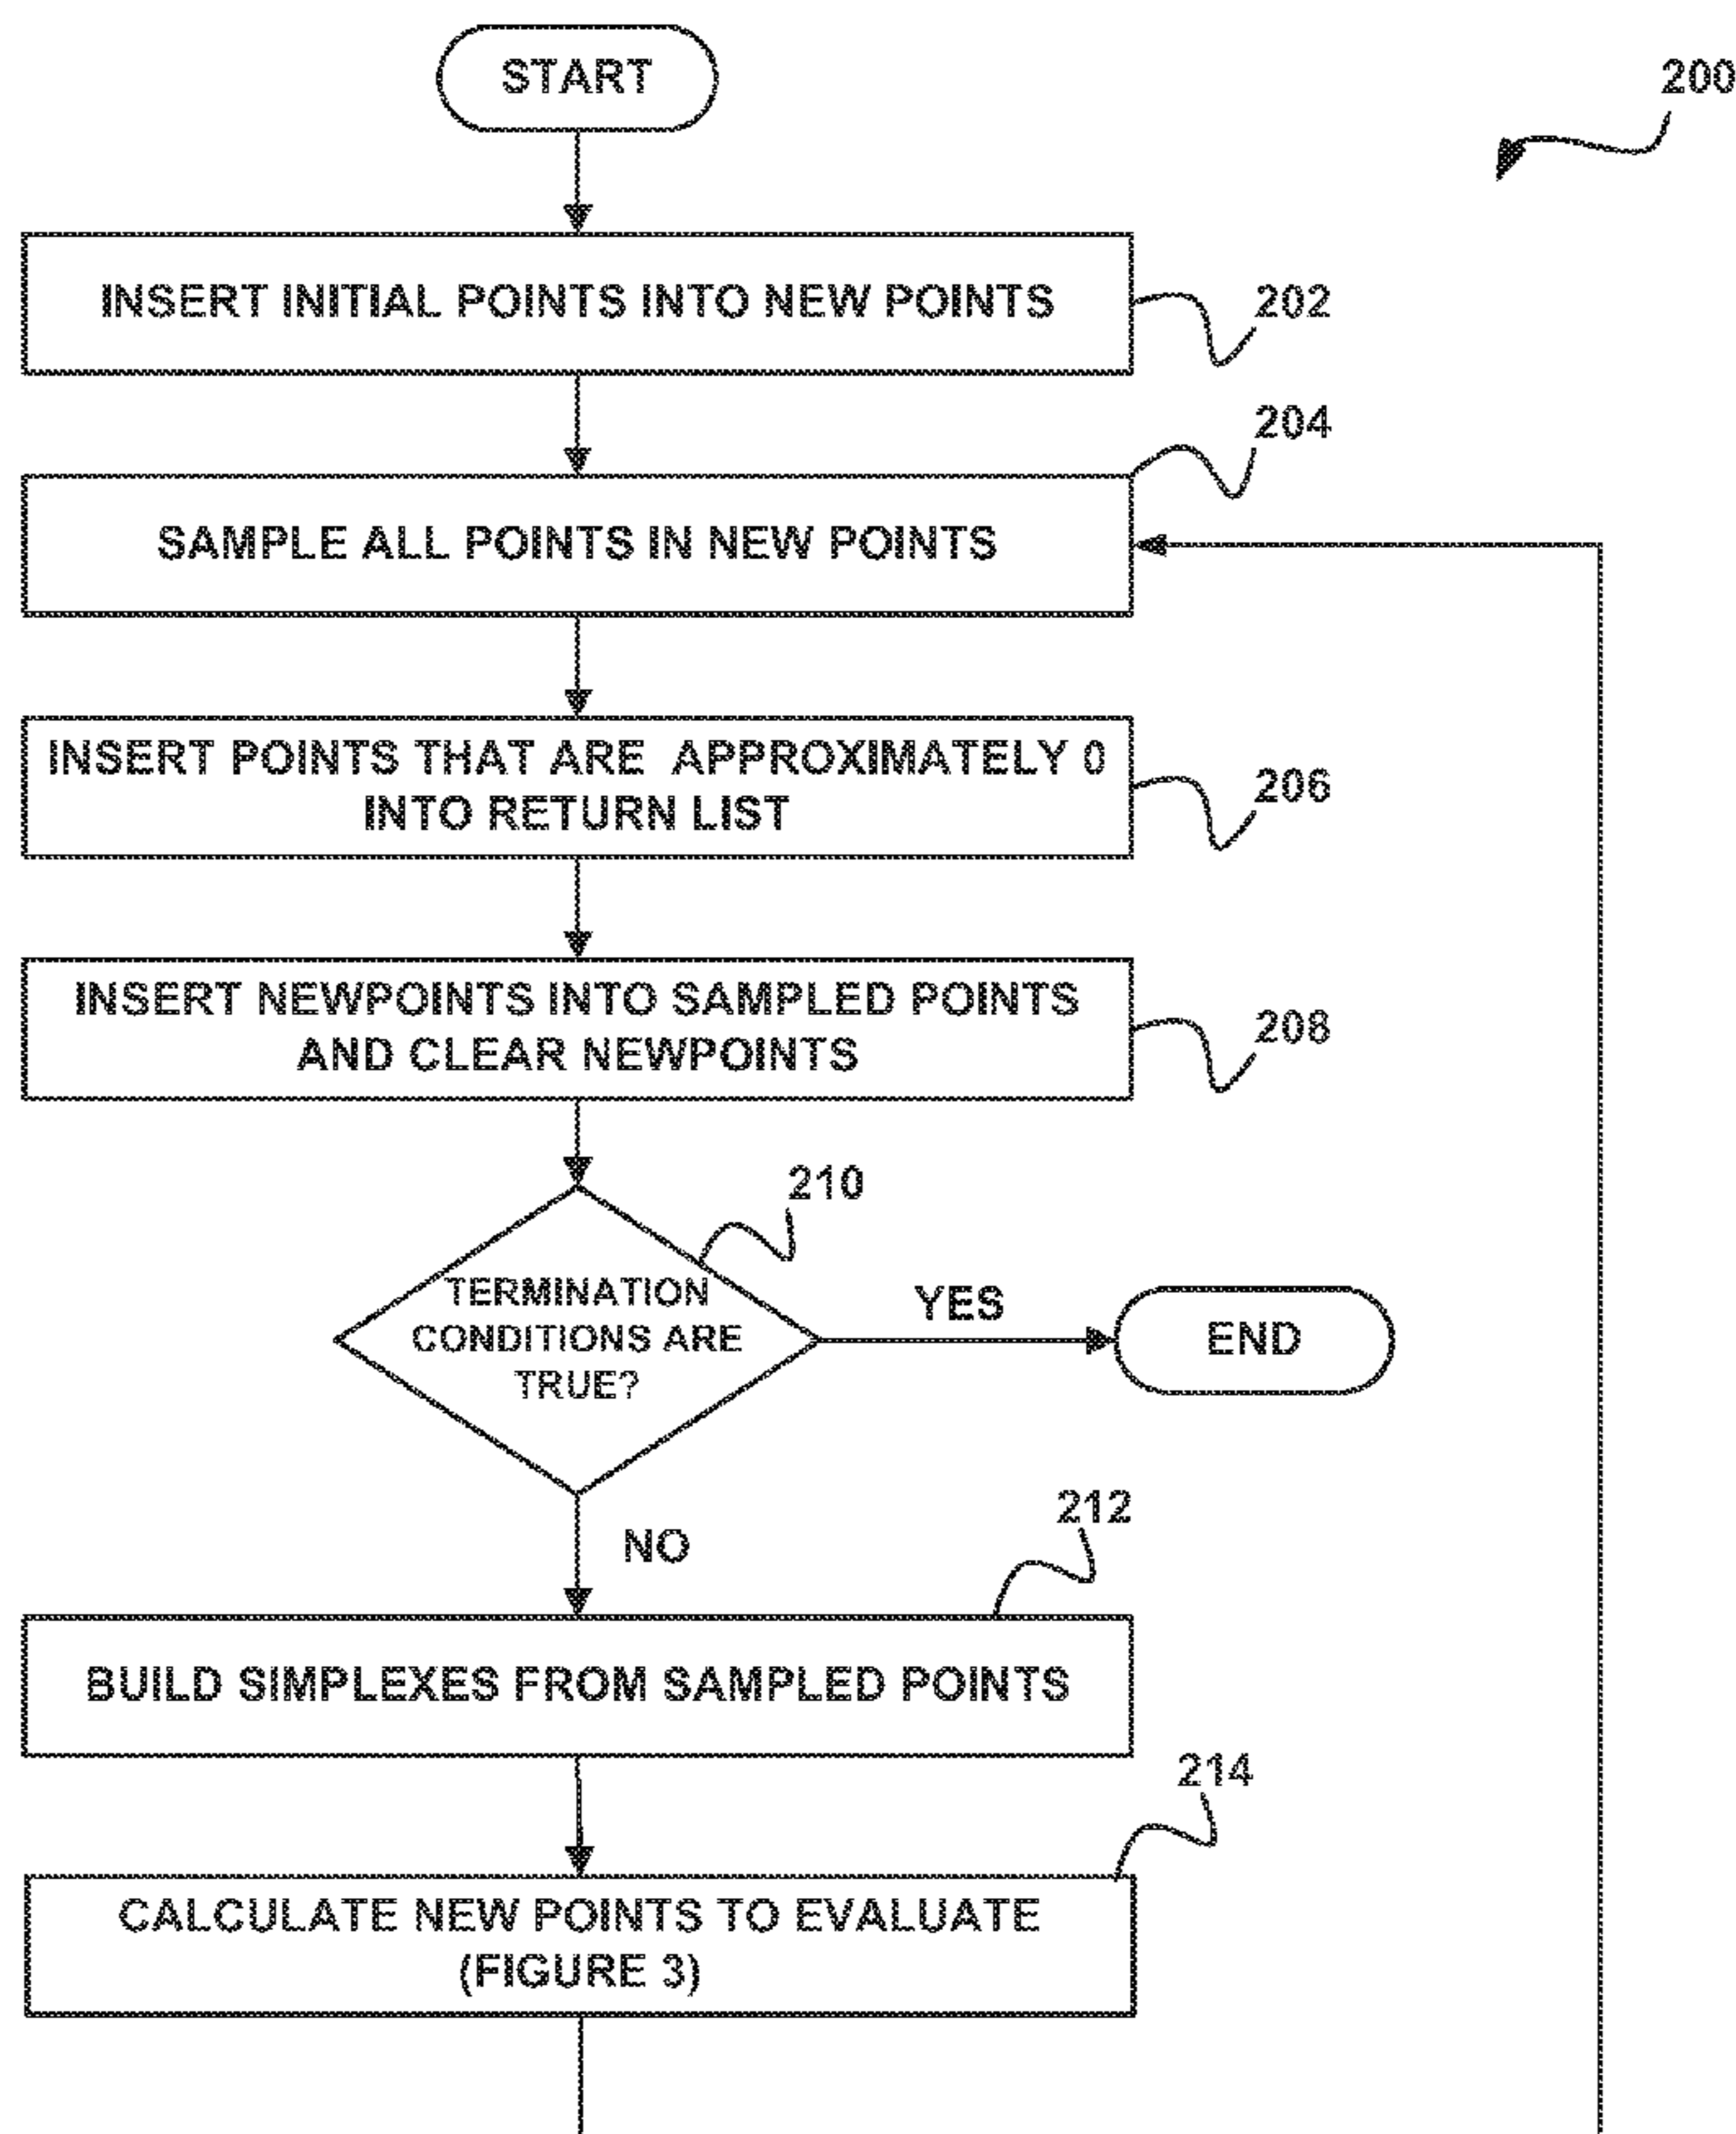 START
200
INSERT INITIAL POINTS INTO NEW POINTS
202
204
SAMPLE ALL POINTS IN NEW POINTS
INSERT POINTS THAT ARE APPROXIMATELY 0
INTO RETURN LIST
206
INSERT NEWPOINTS INTO SAMPLED POINTS
AND CLEAR NEWPOINTS
208
210
TERMINATION
CONDITIONS ARE
TRUE?
YES
END
NO
212
BUILD SIMPLEXES FROM SAMPLED POINTS
214
CALCULATE NEW POINTS TO EVALUATE
(FIGURE 3)